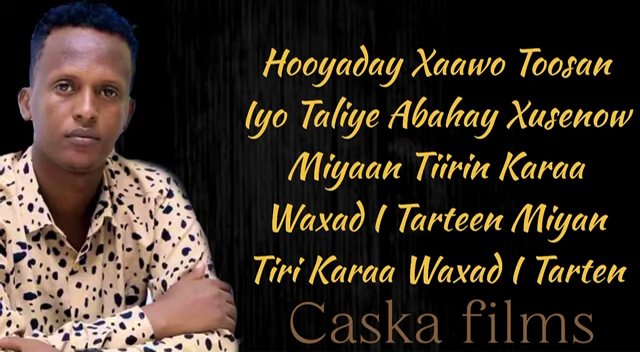 Hooyaday Xaawo Toosan
Iyo Taliye Abahay Xusenow
Miyaan Tiirin Karaa
Waxad I Tarteen Miyan
Tiri Karaa Waxad I Tarten
Caska films